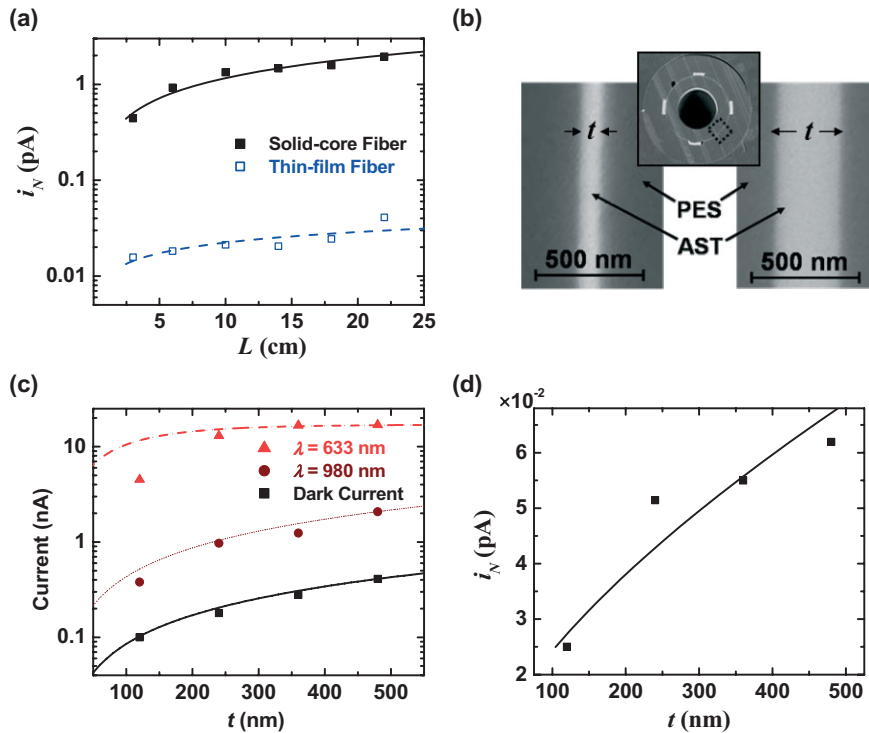 (a)
1
0.1
0.01
i_N (pA)
Solid-core Fiber
Thin-film Fiber
5 10 15 20 25
L (cm)
(b)
t
t
PES
AST
500 nm
500 nm
(c)
10
1
0.1
Current (nA)
λ = 633 nm
λ = 980 nm
Dark Current
100 200 300 400 500
t (nm)
(d)
×10⁻²
6
5
4
3
2
i_N (pA)
100 200 300 400 500
t (nm)